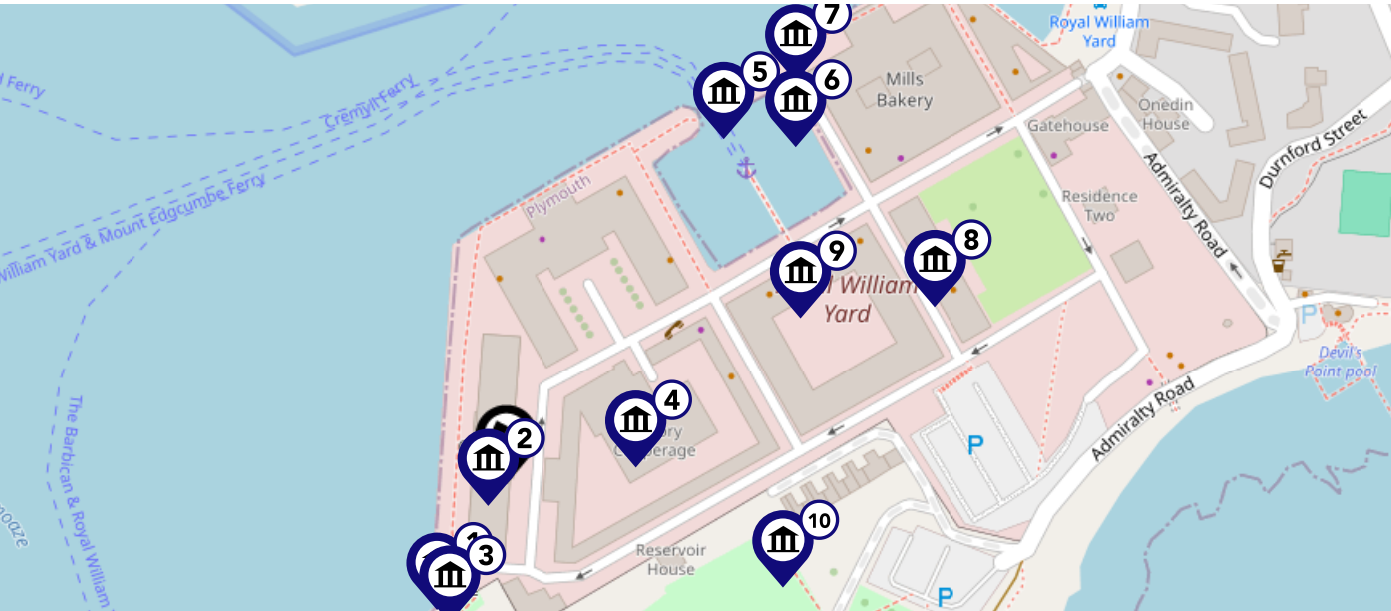 7
Royal William
Yard
d Ferry
Cremyll Ferry
5
6
Mills
Bakery
Onedin
House
Gatehouse
Durnford Street
William Yard & Mount Edgcumbe Ferry
Plymouth
Admiralty Road
Residence
Two
8
9
l William
Yard
P
Devil's
Point pool
The Barbican & Royal William
4
ory
C perage
2
Admiralty Road
P
10
1
3
Reservoir
House
P